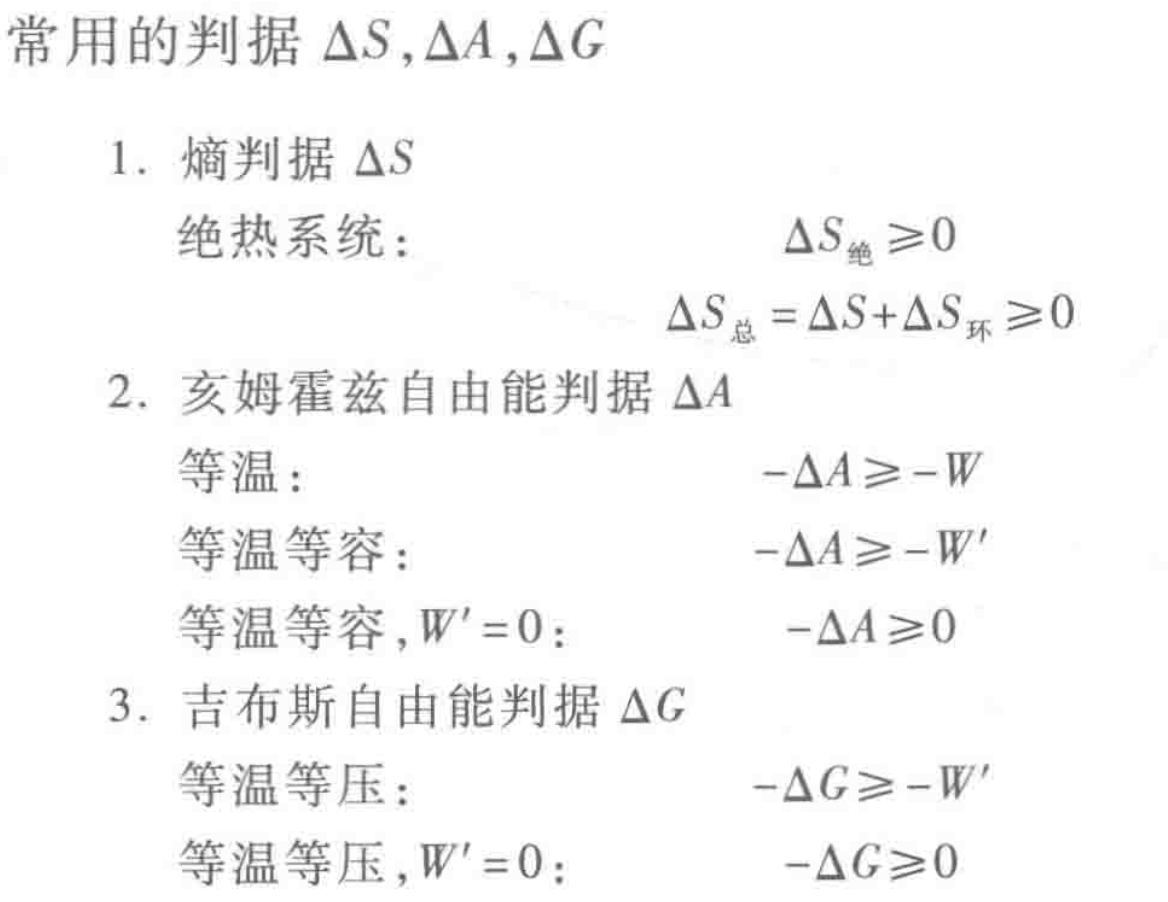 常用的判据 ΔS,ΔA,ΔG
1. 熵判据 ΔS
绝热系统： ΔS绝⩾0
ΔS总=ΔS+ΔS环⩾0
2. 亥姆霍兹自由能判据 ΔA
等温： -ΔA⩾-W
等温等容： -ΔA⩾-W′
等温等容,W′=0： -ΔA⩾0
3. 吉布斯自由能判据 ΔG
等温等压： -ΔG⩾-W′
等温等压,W′=0： -ΔG⩾0